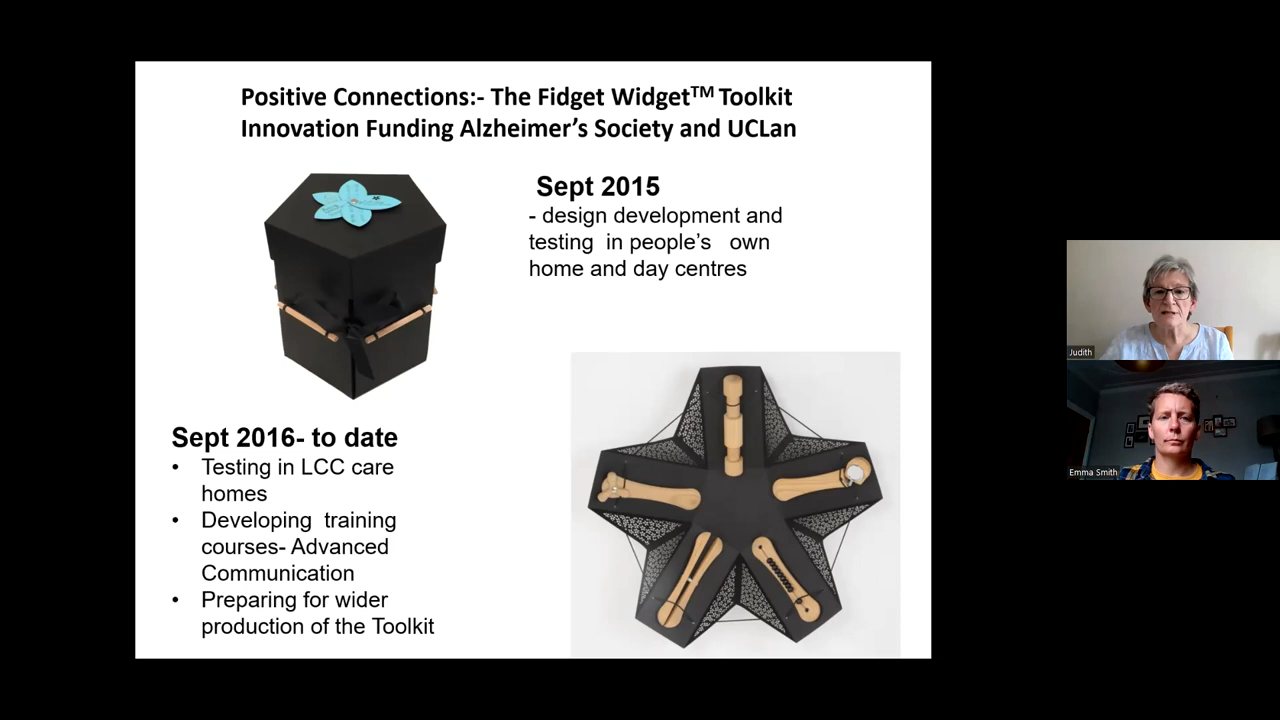 Positive Connections:- The Fidget Widget™ Toolkit
Innovation Funding Alzheimer's Society and UCLan
Sept 2015
- design development and
testing in people's own
home and day centres
Sept 2016- to date
• Testing in LCC care
homes
• Developing training
courses- Advanced
Communication
• Preparing for wider
production of the Toolkit
Judith
Emma Smith